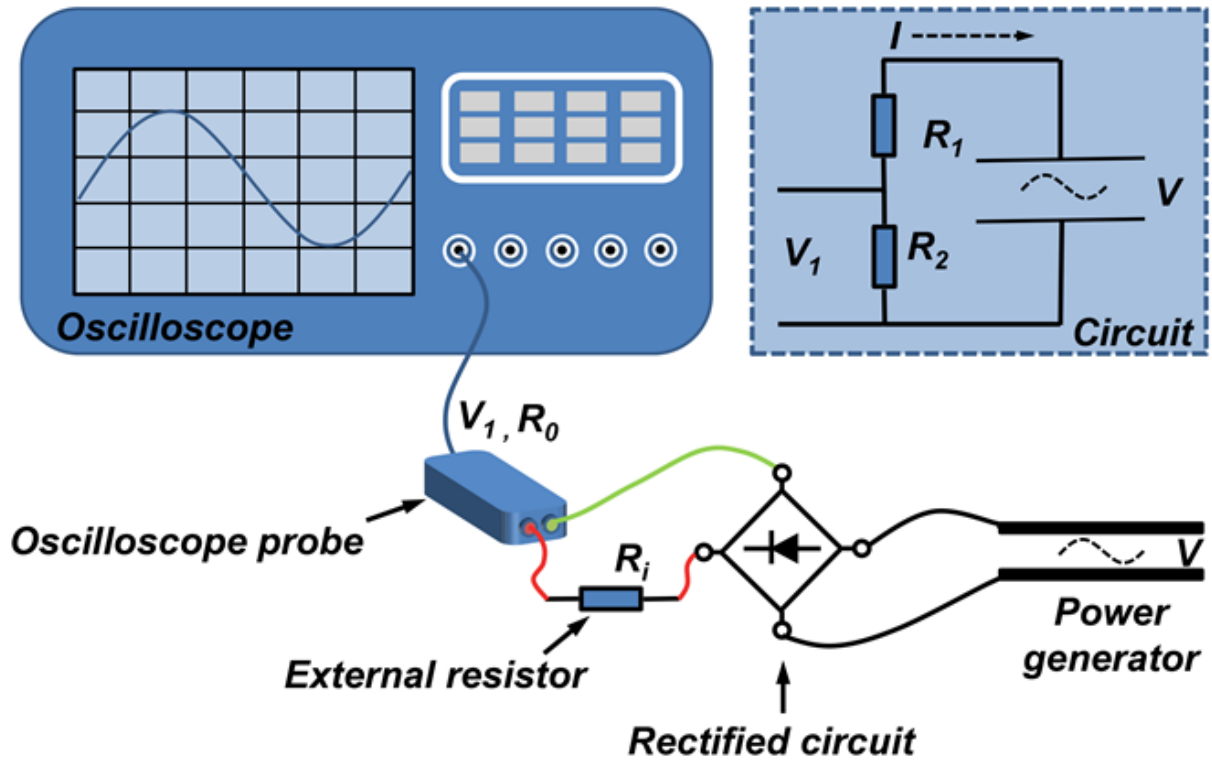 Oscilloscope
I
R1
V
V1
R2
Circuit
V1 , R0
Oscilloscope probe
Ri
External resistor
V
Power
generator
Rectified circuit